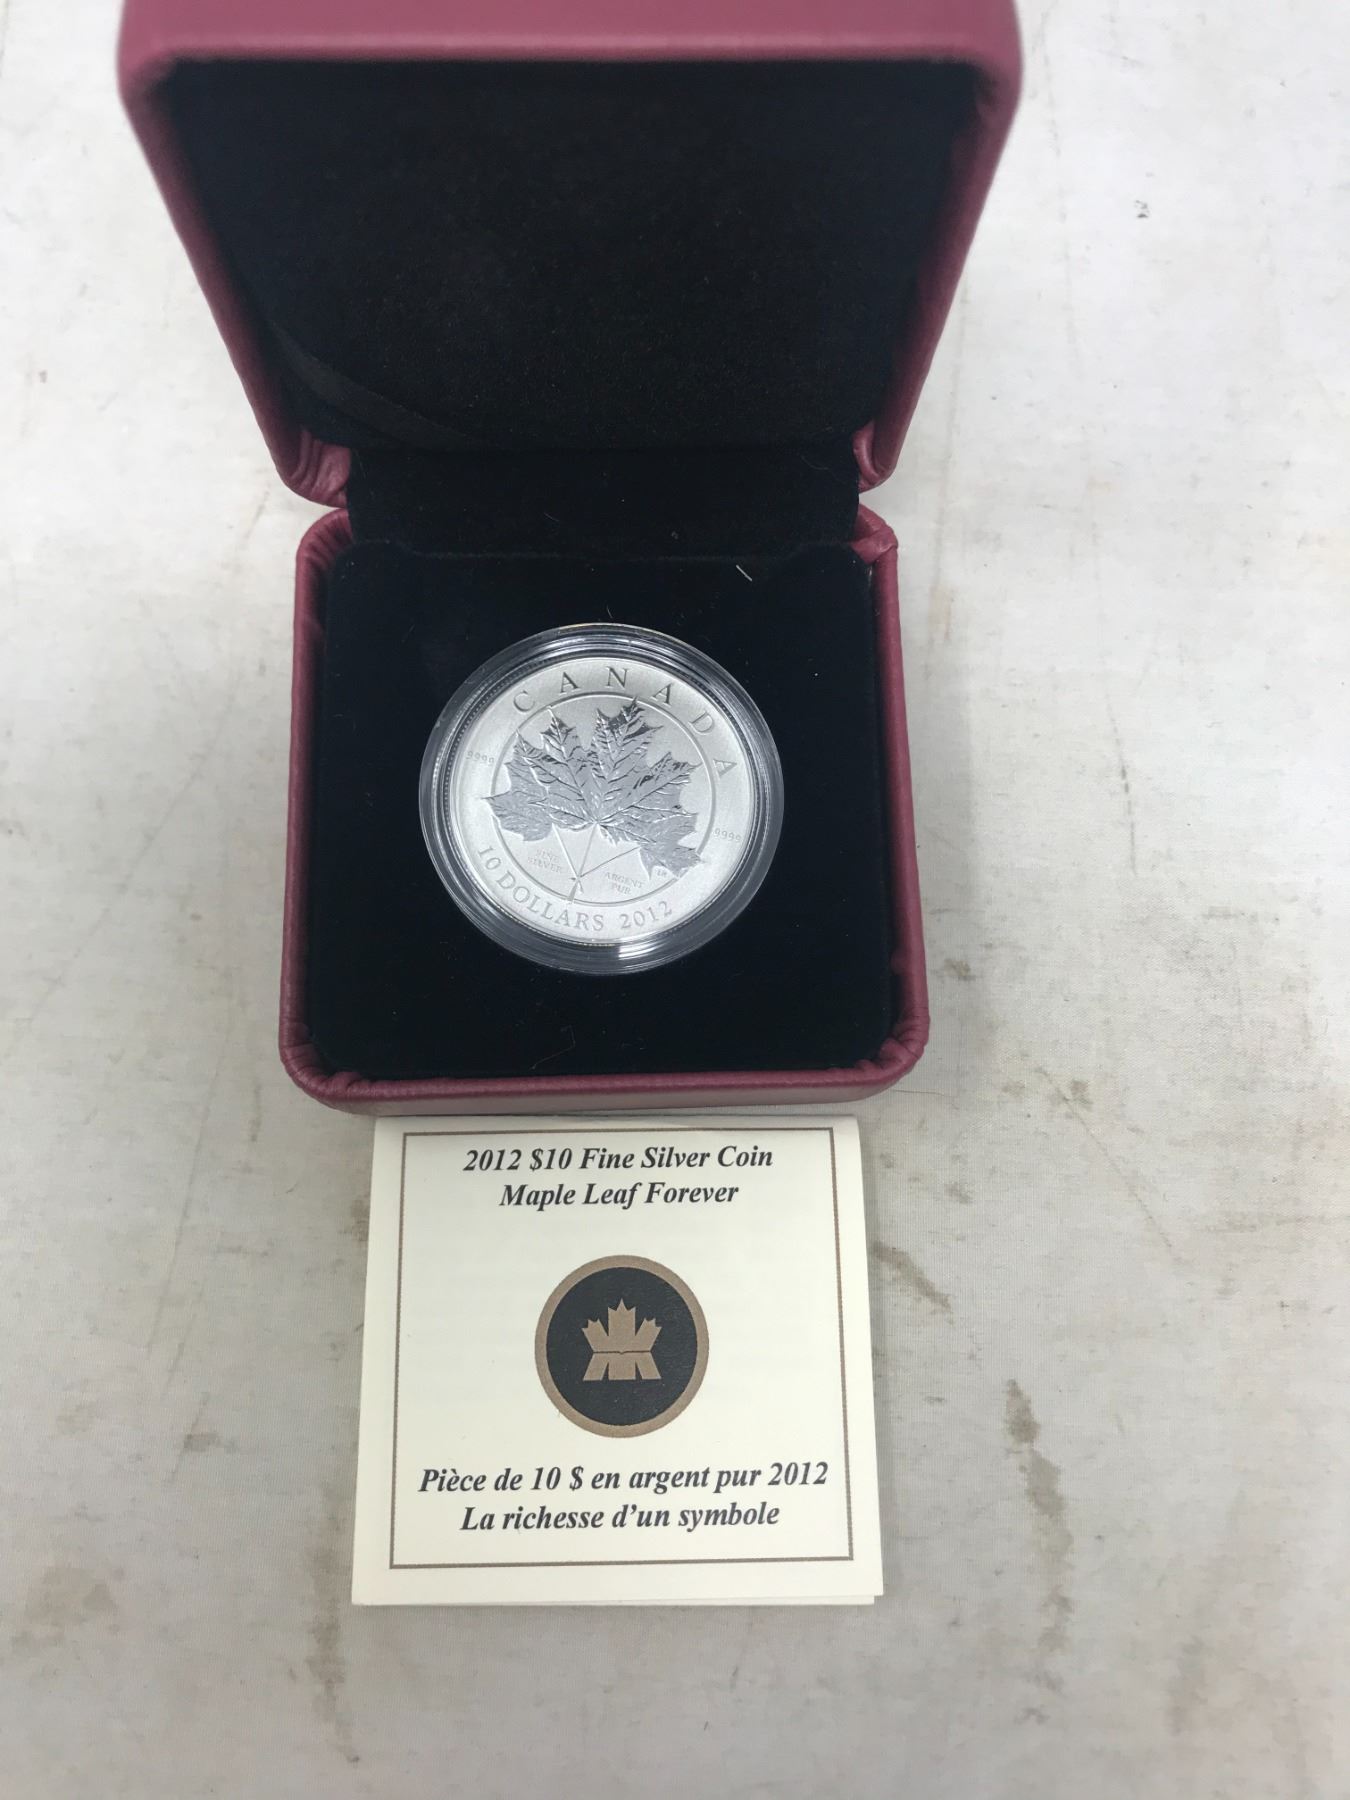 CANADA
9999
9999
FINE
SILVER
ARGENT
PUR
10 DOLLARS 2012
2012 $10 Fine Silver Coin
Maple Leaf Forever
Pièce de 10 $ en argent pur 2012
La richesse d'un symbole